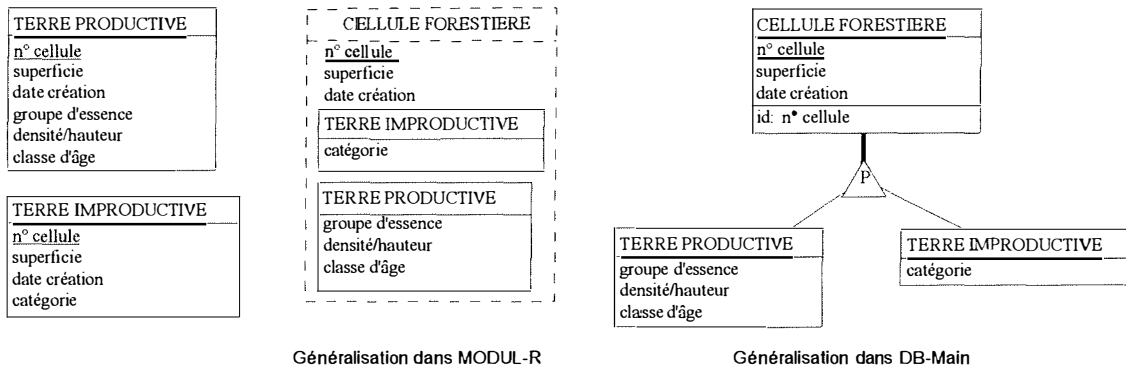 TERRE PRODUCTIVE
n° cellule
superficie
date création
groupe d'essence
densité/hauteur
classe d'âge
TERRE IMPRODUCTIVE
n° cellule
superficie
date création
catégorie
CELLULE FORESTIERE
n° cellule
superficie
date création
TERRE IMPRODUCTIVE
catégorie
TERRE PRODUCTIVE
groupe d'essence
densité/hauteur
classe d'âge
Généralisation dans MODUL-R
CELLULE FORESTIERE
n° cellule
superficie
date création
id: n° cellule
P
TERRE PRODUCTIVE
groupe d'essence
densité/hauteur
classe d'âge
TERRE IMPRODUCTIVE
catégorie
Généralisation dans DB-Main